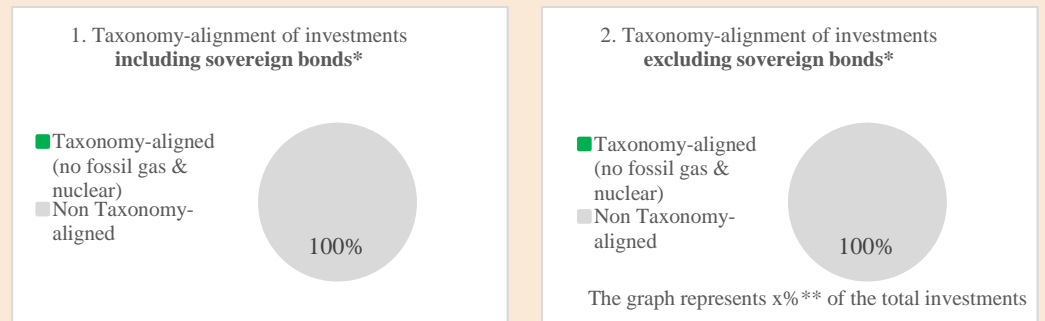 1. Taxonomy-alignment of investments
including sovereign bonds*
Taxonomy-aligned
(no fossil gas &
nuclear)
Non Taxonomy-
aligned
100%
2. Taxonomy-alignment of investments
excluding sovereign bonds*
Taxonomy-aligned
(no fossil gas &
nuclear)
Non Taxonomy-
aligned
100%
The graph represents x%** of the total investments